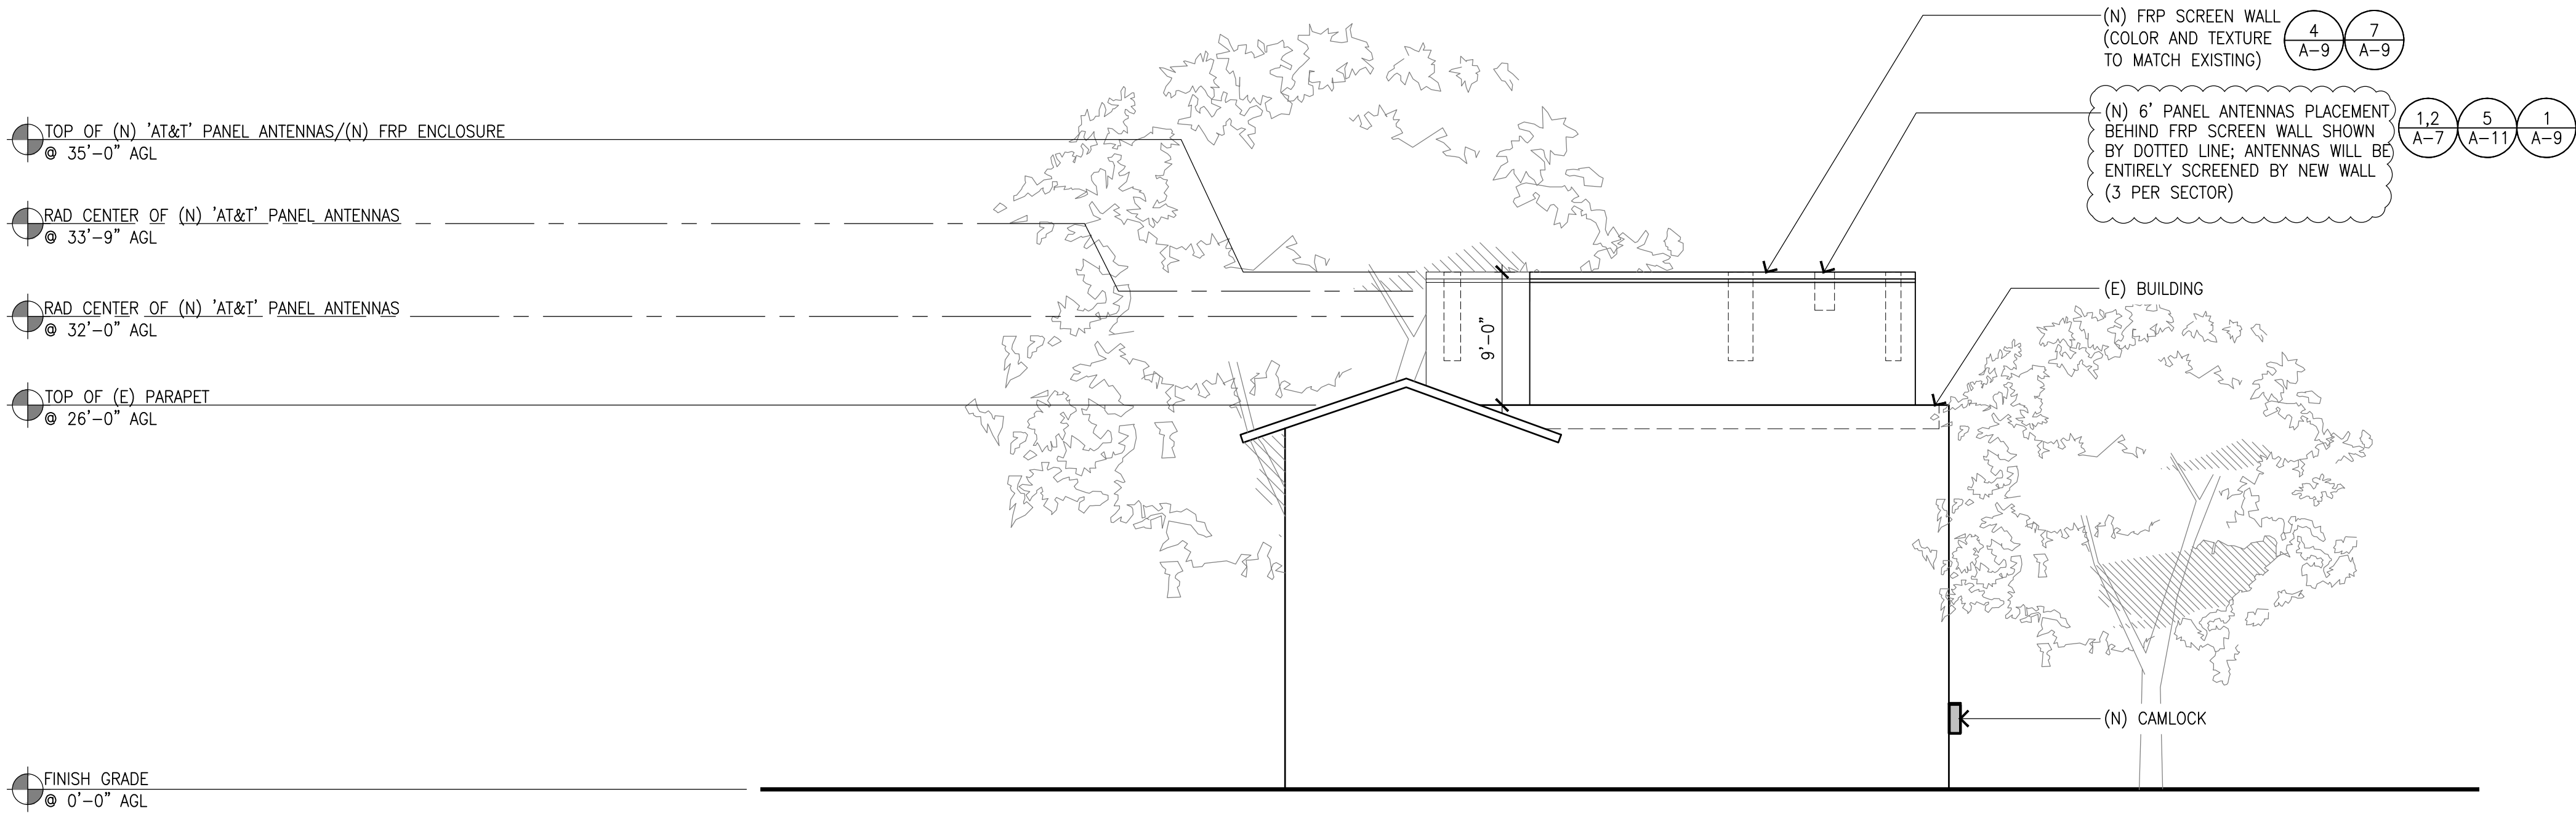 (N) FRP SCREEN WALL
(COLOR AND TEXTURE
TO MATCH EXISTING)
4
A-9
7
A-9
(N) 6' PANEL ANTENNAS PLACEMENT
BEHIND FRP SCREEN WALL SHOWN
BY DOTTED LINE; ANTENNAS WILL BE
ENTIRELY SCREENED BY NEW WALL
(3 PER SECTOR)
1,2
A-7
5
A-11
1
A-9
TOP OF (N) 'AT&T' PANEL ANTENNAS/(N) FRP ENCLOSURE
@ 35'-0" AGL
RAD CENTER OF (N) 'AT&T' PANEL ANTENNAS
@ 33'-9" AGL
RAD CENTER OF (N) 'AT&T' PANEL ANTENNAS
@ 32'-0" AGL
TOP OF (E) PARAPET
@ 26'-0" AGL
9'-0"
(E) BUILDING
(N) CAMLOCK
FINISH GRADE
@ 0'-0" AGL